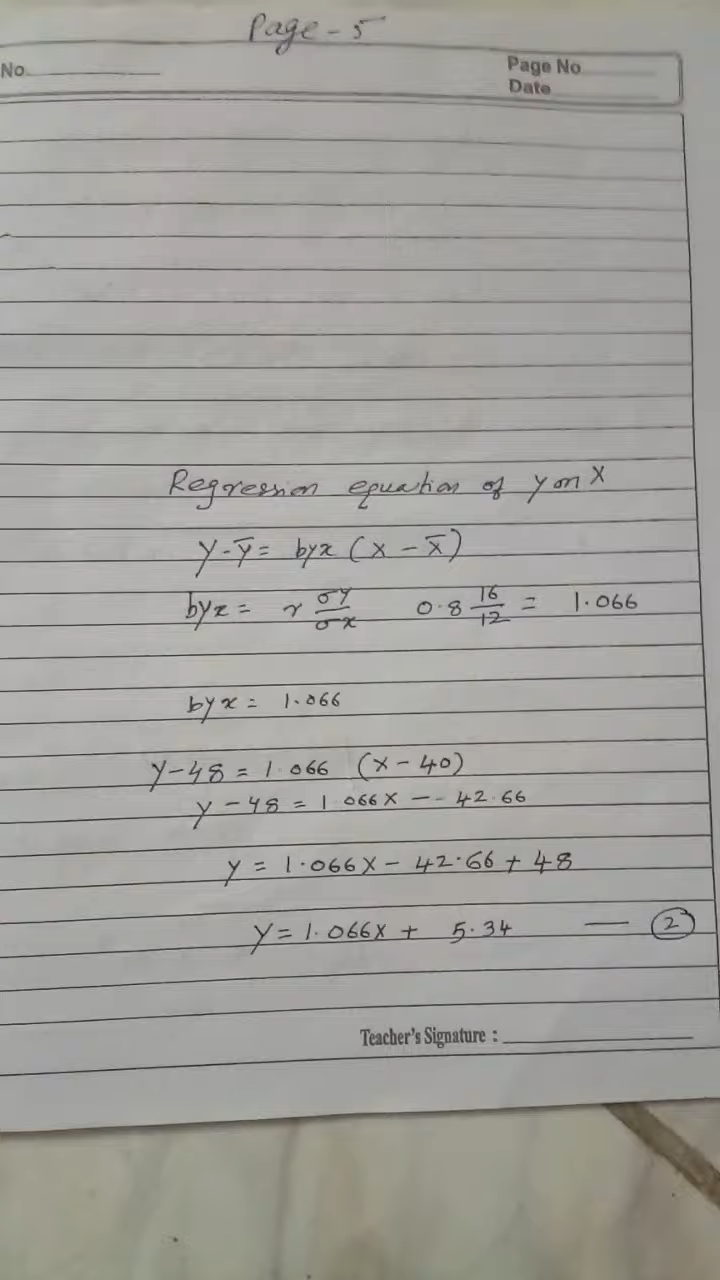 Page - 5
No.
Page No
Date
Regression equation of y on X
y - ȳ = byx (x - x̄)
byx = r σy/σx 0.8 16/12 = 1.066
byx = 1.066
y - 48 = 1.066 (x - 40)
y - 48 = 1.066x -- 42.66
y = 1.066x - 42.66 + 48
y = 1.066x + 5.34 — ②
Teacher's Signature :